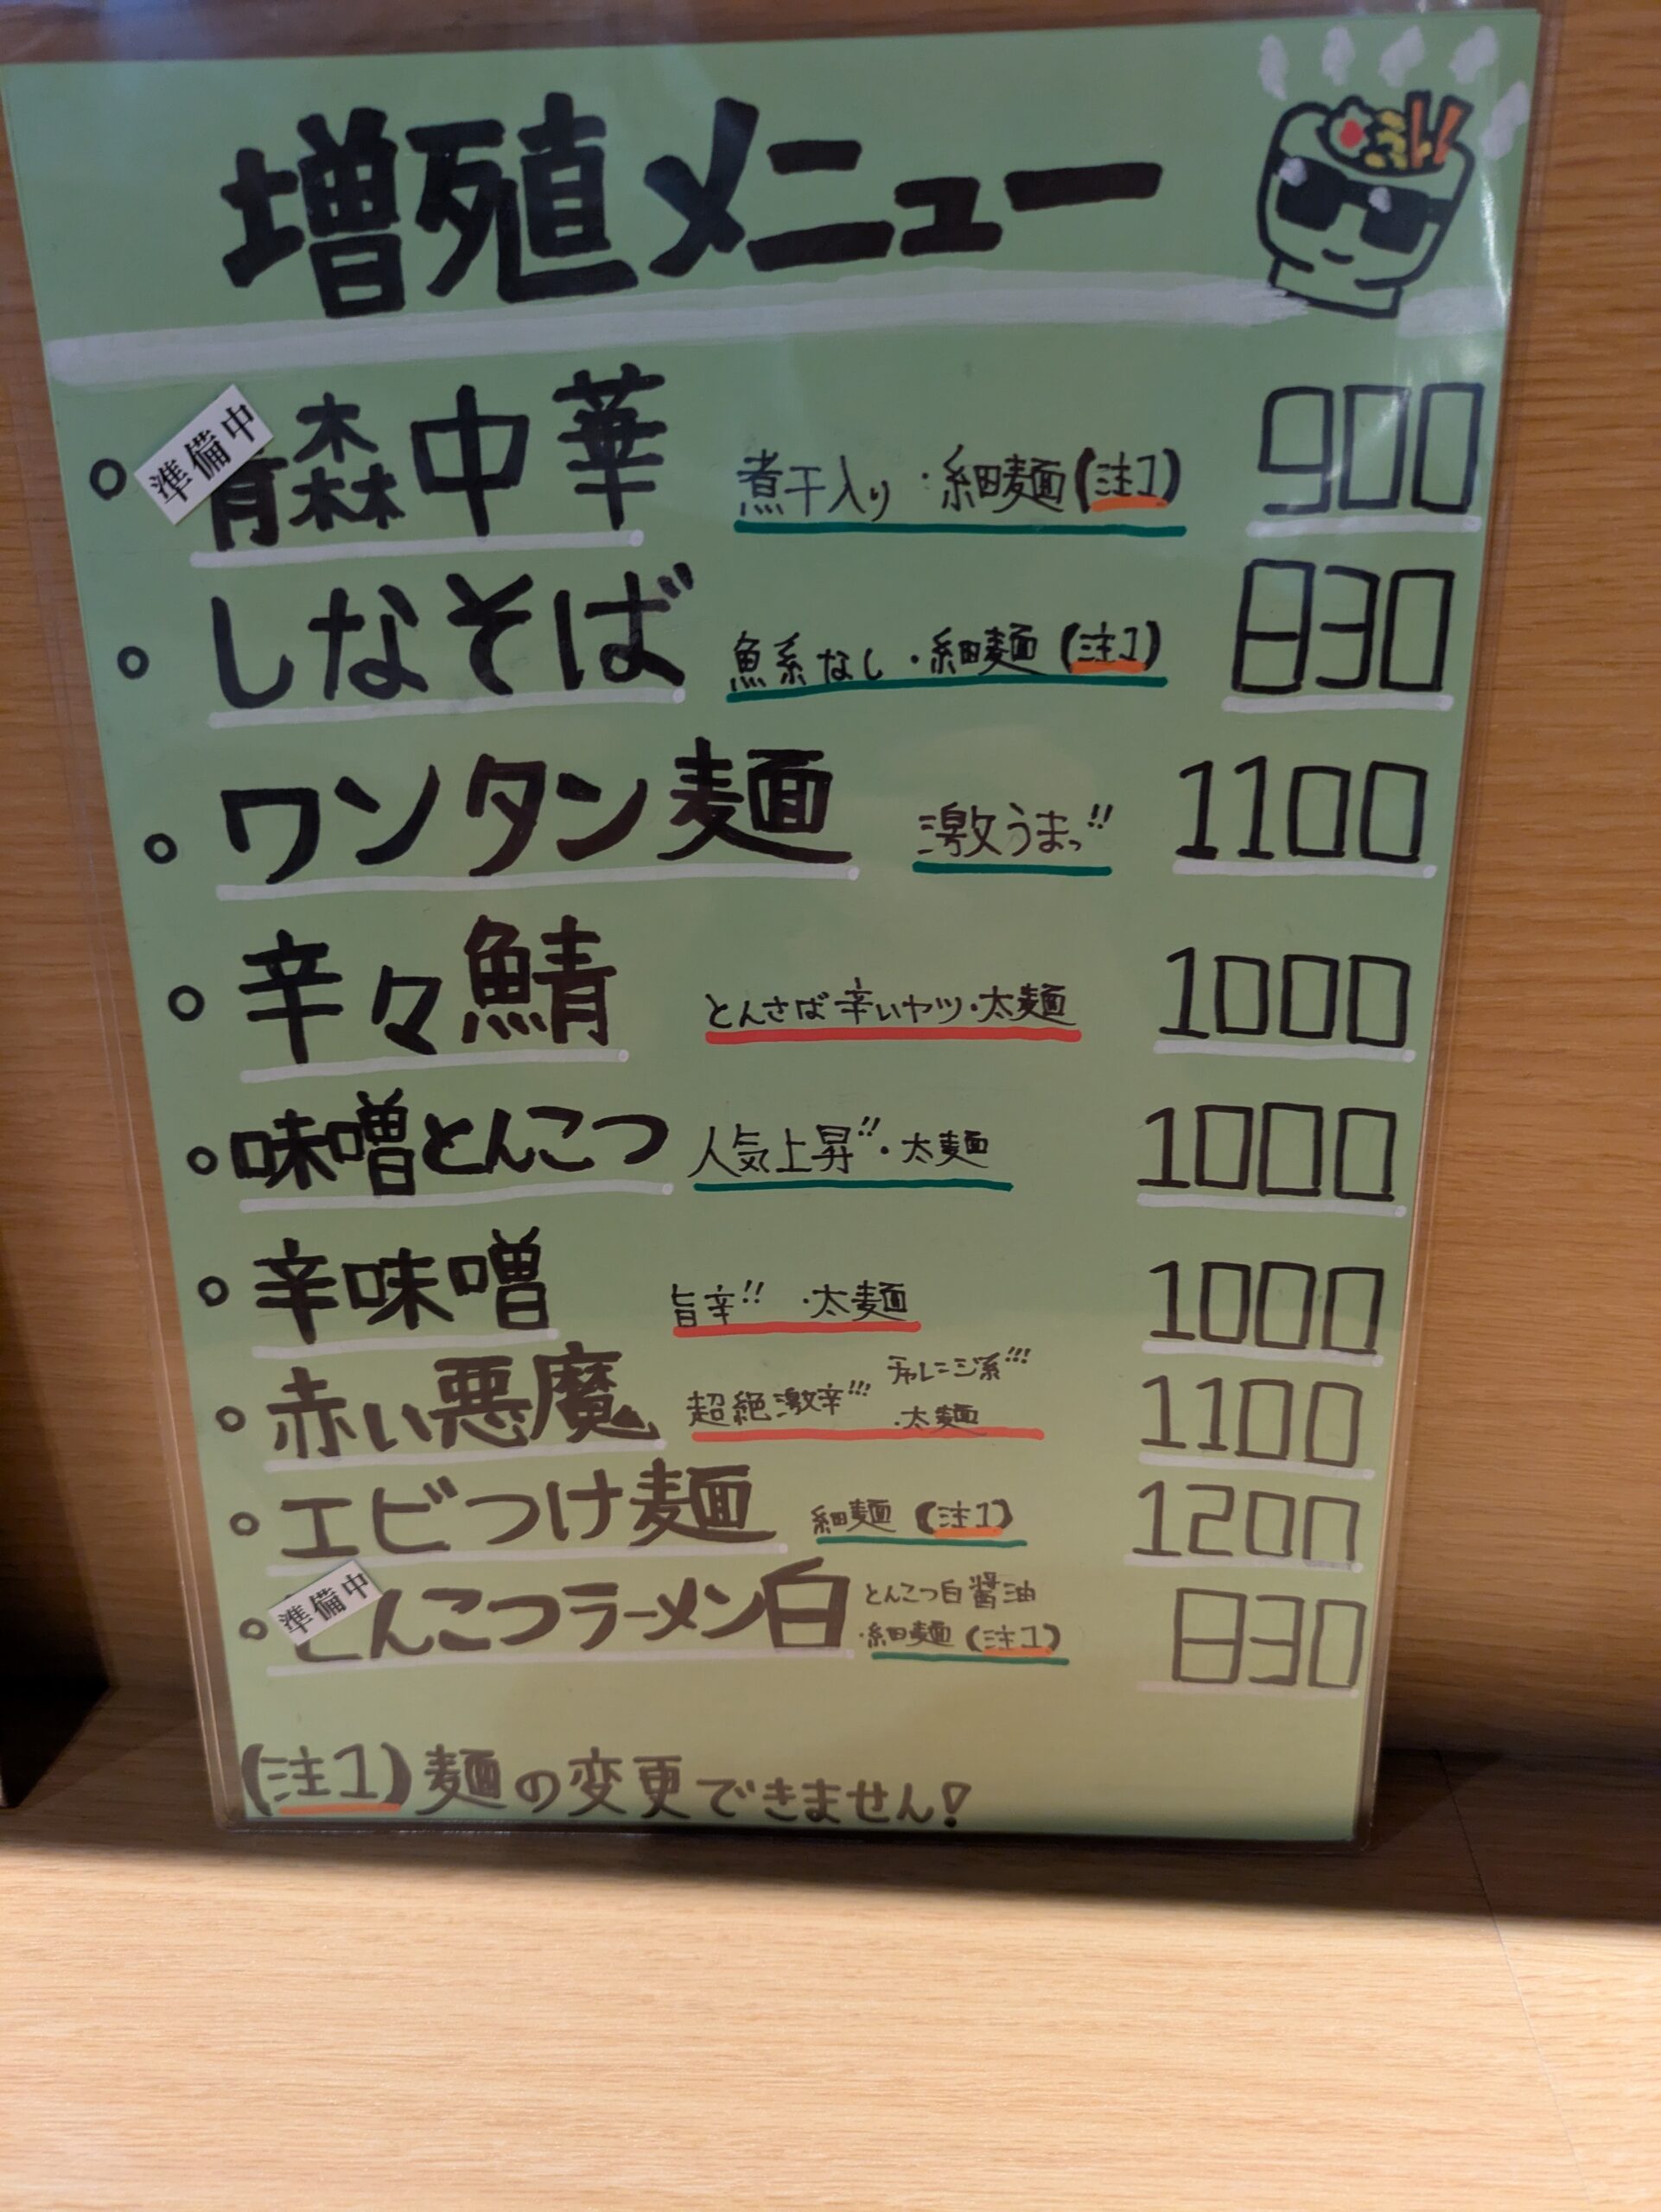 増殖メニュー
準備中
青森中華 煮干入り・細麺(注1) 900
しなそば 魚系なし・細麺(注1) 830
ワンタン麺 激うまっ!! 1100
辛々鯖 とんさば辛いヤツ・太麺 1000
味噌とんこつ 人気上昇!!・太麺 1000
辛味噌 旨辛!! ・太麺 1000
赤い悪魔 超絶激辛!!! チャレンジ系!!! ・太麺 1100
エビつけ麺 細麺(注1) 1200
準備中
とんこつラーメン白 とんこつ白醤油 ・細麺(注1) 830
(注1)麺の変更できません!